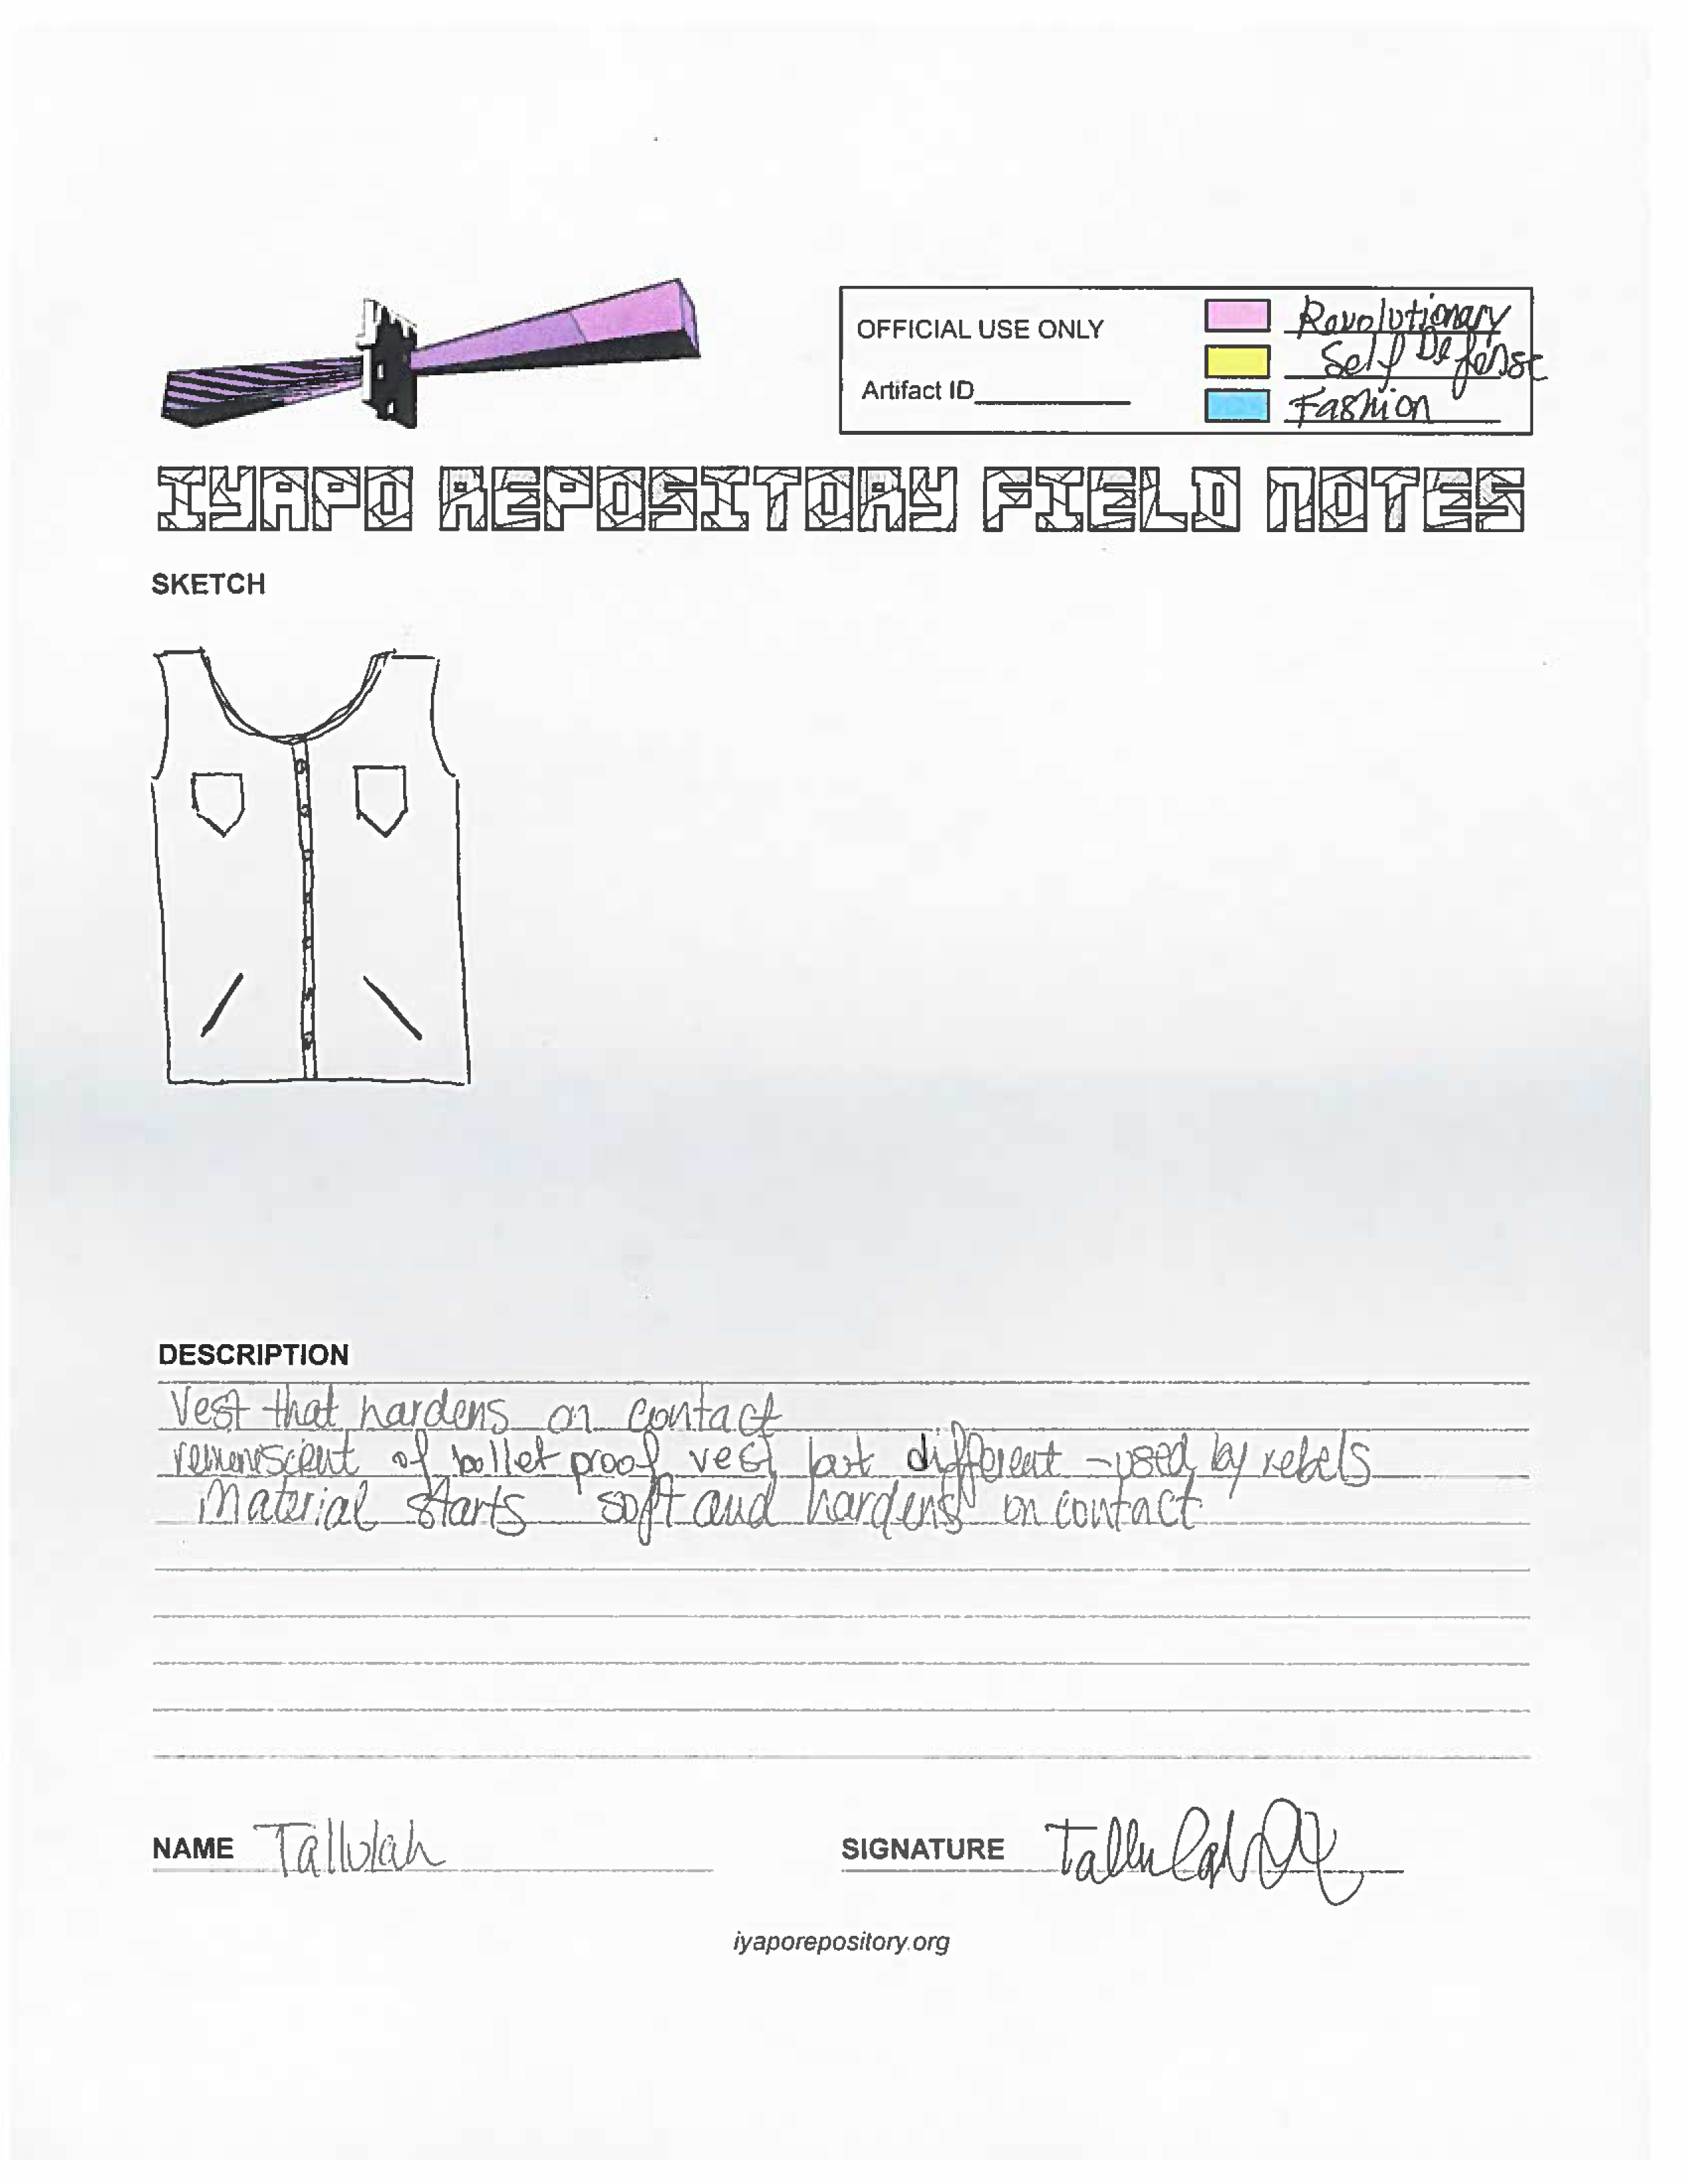 OFFICIAL USE ONLY
Artifact ID
Revolutionary
Self Defense
Fashion
IYAPO REPOSITORY FIELD NOTES
SKETCH
DESCRIPTION
Vest that hardens on contact
reminiscent of bullet proof vest but different - used by rebels
Material starts soft and hardens on contact
NAME Tallulah
SIGNATURE Tallulah
iyaporepository.org